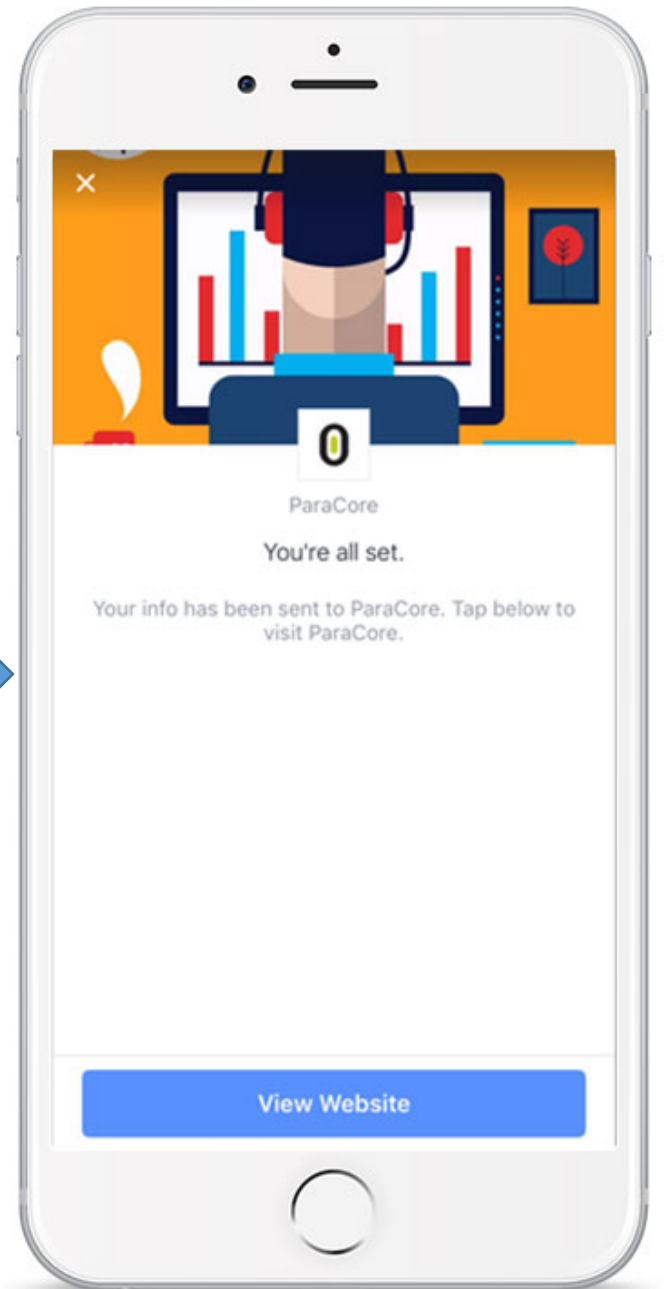 ParaCore
You're all set.
Your info has been sent to ParaCore. Tap below to
visit ParaCore.
View Website